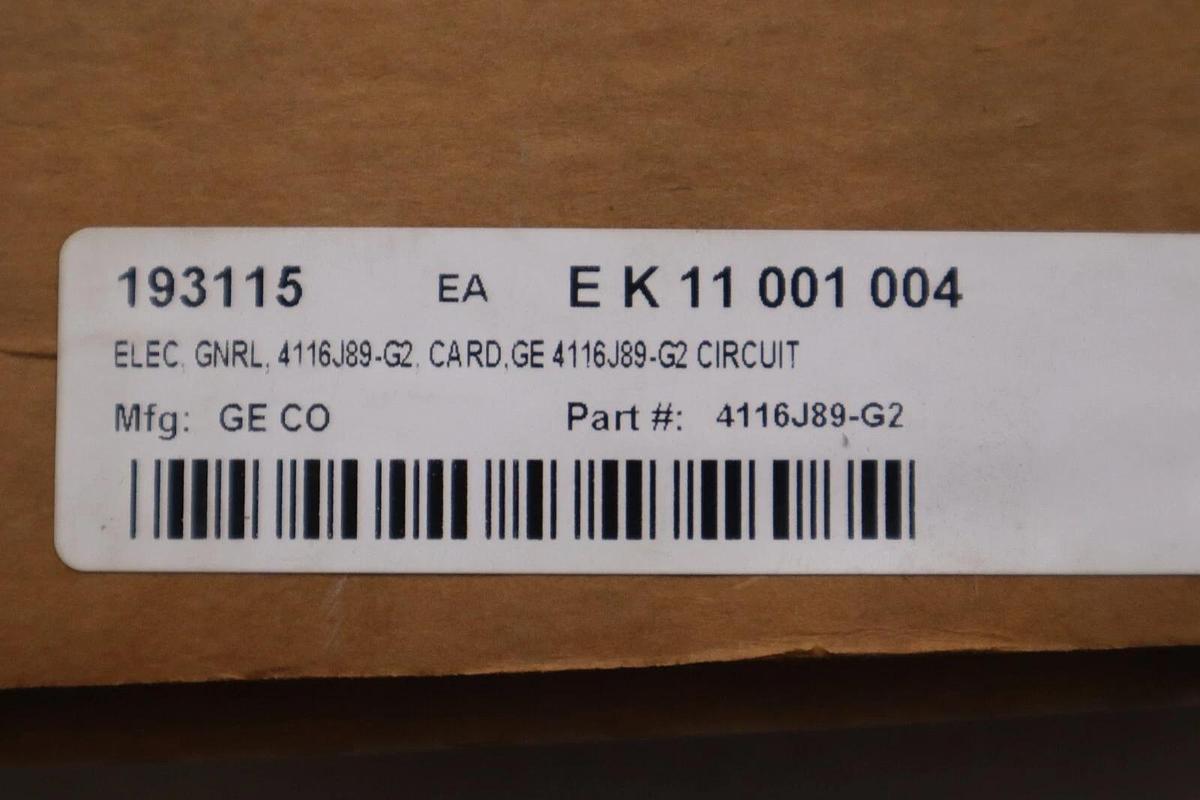 193115 EA E K 11 001 004
ELEC, GNRL, 4116J89-G2, CARD,GE 4116J89-G2 CIRCUIT
Mfg: GE CO Part #: 4116J89-G2